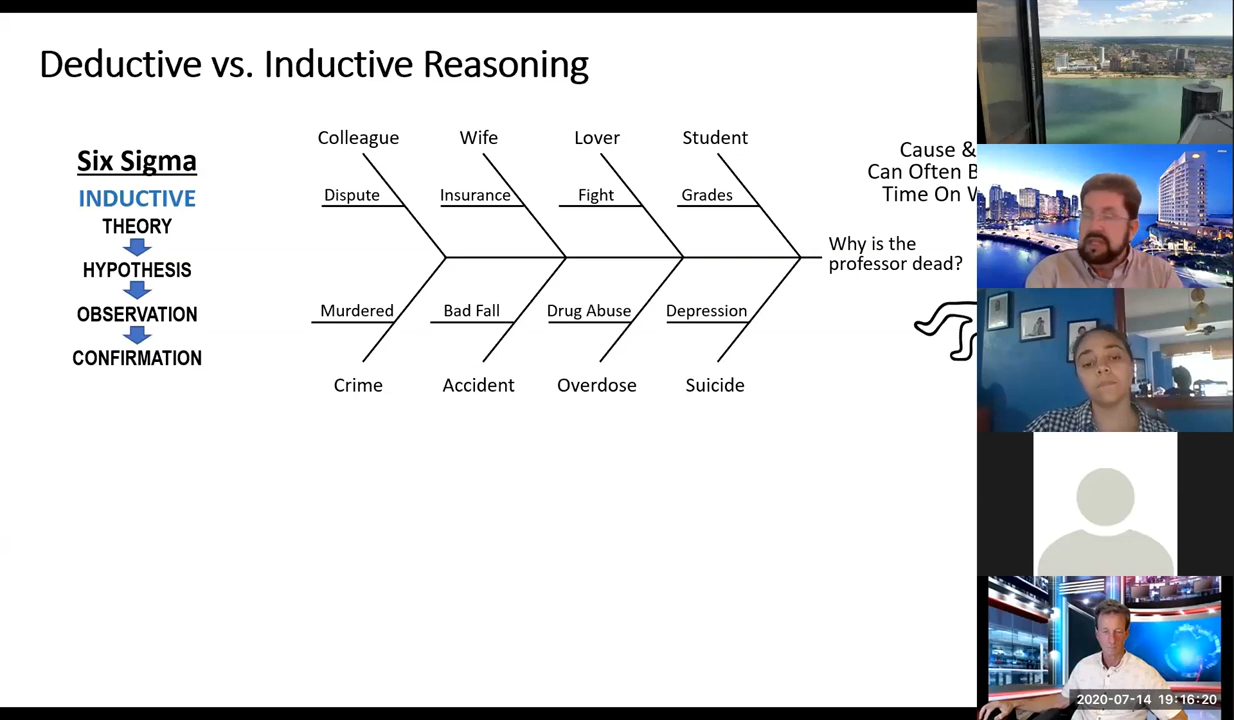 Deductive vs. Inductive Reasoning
Six Sigma
INDUCTIVE
THEORY
HYPOTHESIS
OBSERVATION
CONFIRMATION
Colleague
Wife
Lover
Student
Dispute
Insurance
Fight
Grades
Murdered
Bad Fall
Drug Abuse
Depression
Crime
Accident
Overdose
Suicide
Cause &
Can Often B
Time On
Why is the
professor dead?
2020-07-14 19:16:20